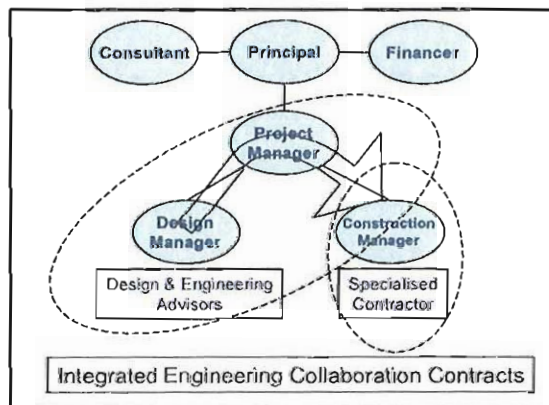 Consultant
Principal
Financer
Project
Manager
Design
Manager
Construction
Manager
Design & Engineering
Advisors
Specialised
Contractor
Integrated Engineering Collaboration Contracts